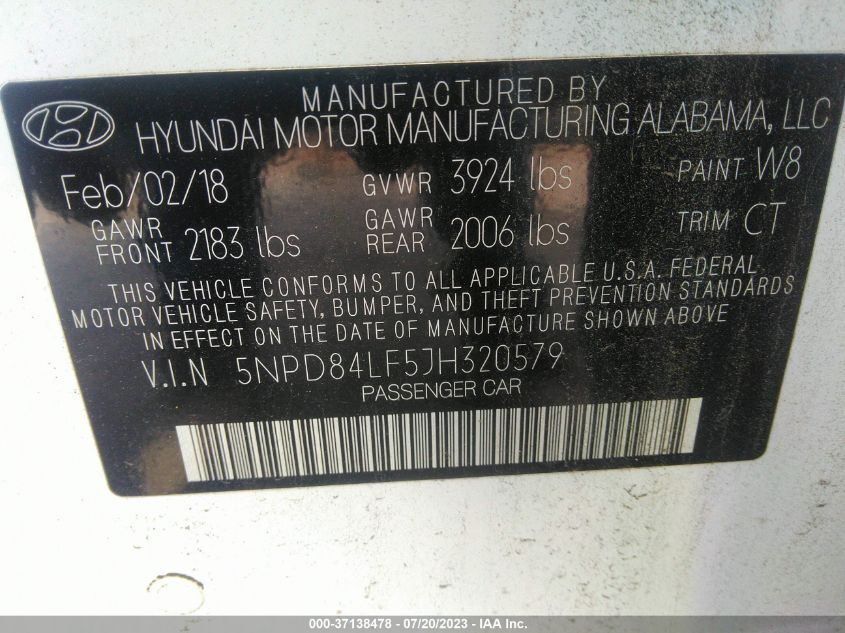 MANUFACTURED BY
HYUNDAI MOTOR MANUFACTURING ALABAMA, LLC
Feb/02/18 GVWR 3924 lbs PAINT W8
GAWR FRONT 2183 lbs GAWR REAR 2006 lbs TRIM CT
THIS VEHICLE CONFORMS TO ALL APPLICABLE U.S.A. FEDERAL
MOTOR VEHICLE SAFETY, BUMPER, AND THEFT PREVENTION STANDARDS
IN EFFECT ON THE DATE OF MANUFACTURE SHOWN ABOVE
V.I.N 5NPD84LF5JH320579
PASSENGER CAR
000-37138478 - 07/20/2023 - IAA Inc.